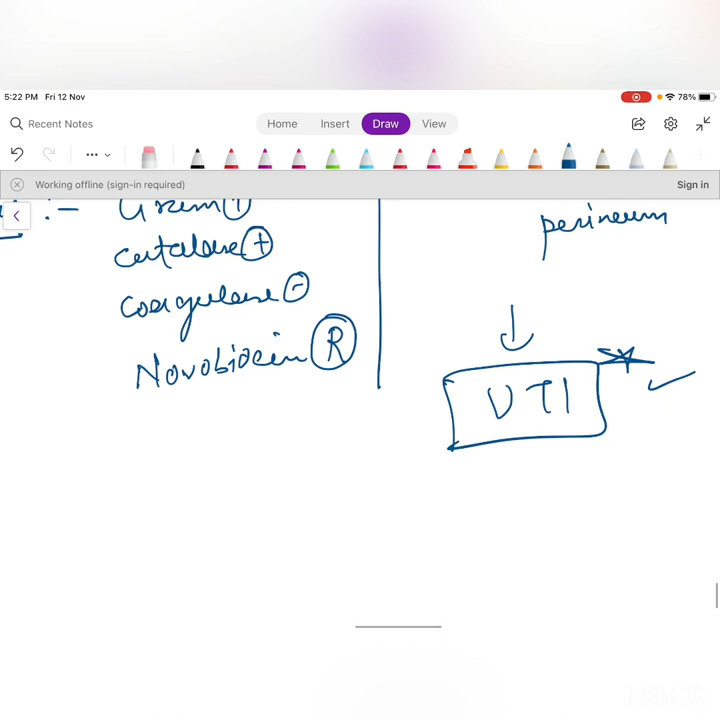 5:22 PM Fri 12 Nov
78%
Recent Notes
Home Insert Draw View
Working offline (sign-in required)
Sign in
:- Gram (+)
catalase (+)
coagulase (-)
Novobiocin (R)
perineum
UTI